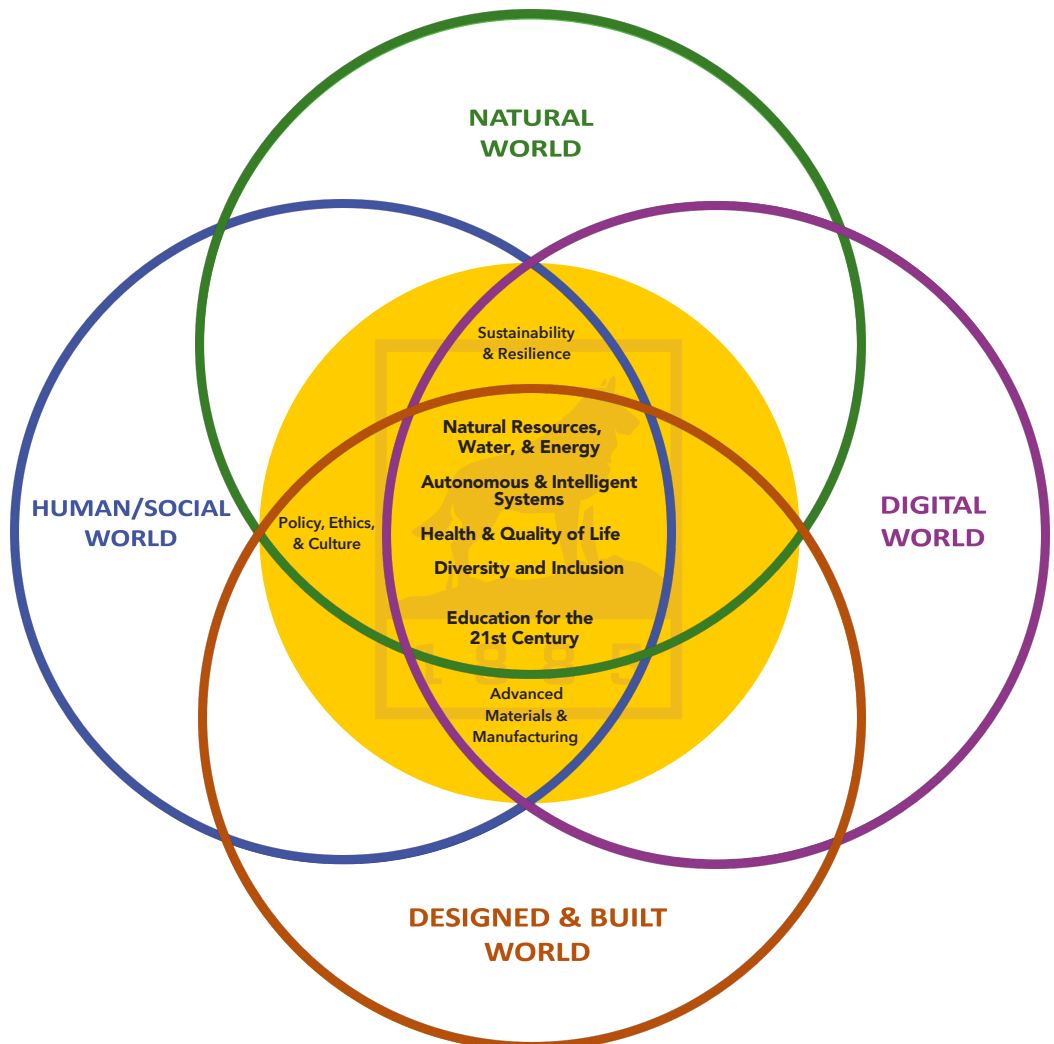 NATURAL
WORLD
Sustainability
& Resilience
Natural Resources,
Water, & Energy
Autonomous & Intelligent
Systems
HUMAN/SOCIAL
WORLD
Policy, Ethics,
& Culture
Health & Quality of Life
DIGITAL
WORLD
Diversity and Inclusion
Education for the
21st Century
1885
Advanced
Materials &
Manufacturing
DESIGNED & BUILT
WORLD